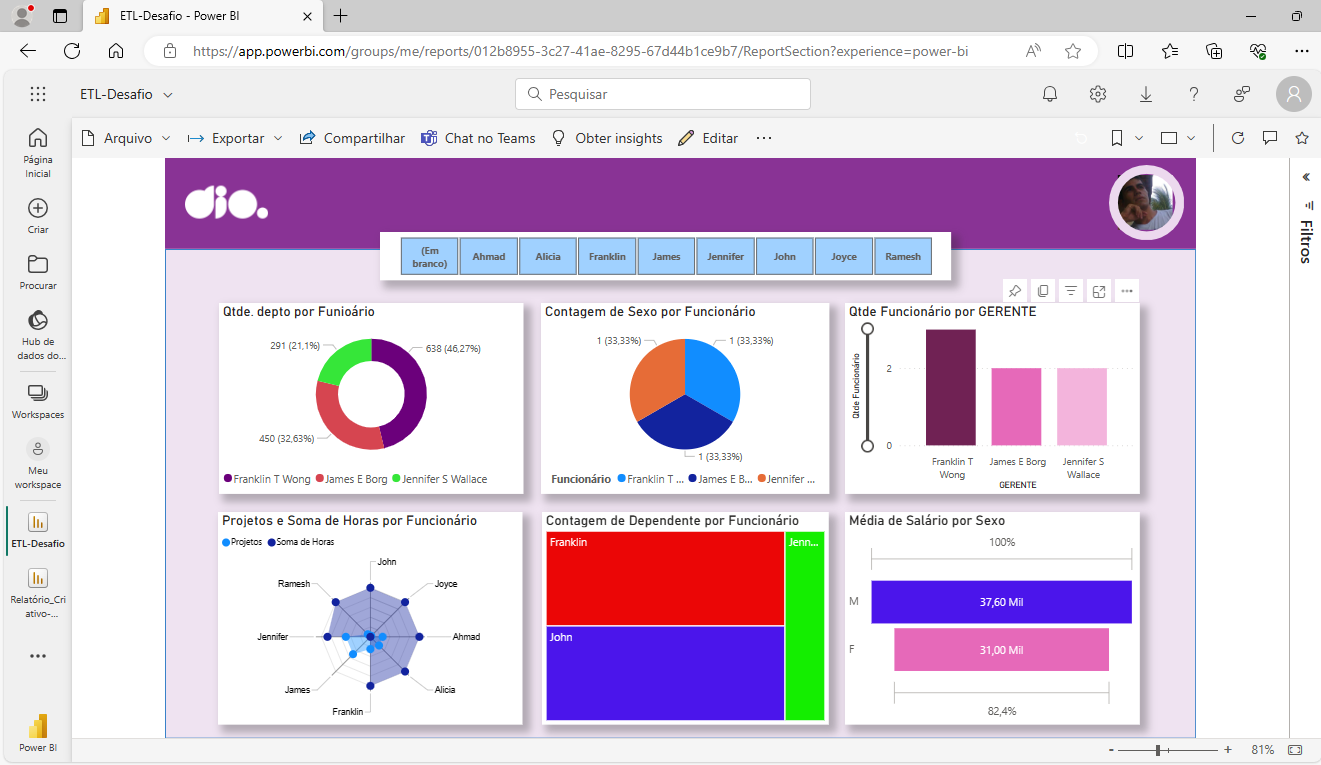 ETL-Desafio - Power BI
https://app.powerbi.com/groups/me/reports/012b8955-3c27-41ae-8295-67d44b1ce9b7/ReportSection?experience=power-bi
ETL-Desafio
Pesquisar
Arquivo
Exportar
Compartilhar
Chat no Teams
Obter insights
Editar
Página
Inicial
Criar
Procurar
Hub de
dados do...
Workspaces
Meu
workspace
ETL-Desafio
Relatório_Cri
ativo-...
Power BI
dio.
(Em
branco)
Ahmad
Alicia
Franklin
James
Jennifer
John
Joyce
Ramesh
Filtros
Qtde. depto por Funioário
291 (21,1%)
638 (46,27%)
450 (32,63%)
Franklin T Wong
James E Borg
Jennifer S Wallace
Contagem de Sexo por Funcionário
1 (33,33%)
1 (33,33%)
1 (33,33%)
Funcionário
Franklin T ...
James E B...
Jennifer ...
Qtde Funcionário por GERENTE
Qtde Funcionário
2
0
Franklin T
Wong
James E Borg
Jennifer S
Wallace
GERENTE
Projetos e Soma de Horas por Funcionário
Projetos
Soma de Horas
John
Joyce
Ahmad
Alicia
Franklin
James
Jennifer
Ramesh
Contagem de Dependente por Funcionário
Franklin
Jenn...
John
Média de Salário por Sexo
100%
M
37,60 Mil
F
31,00 Mil
82,4%
- + 81%